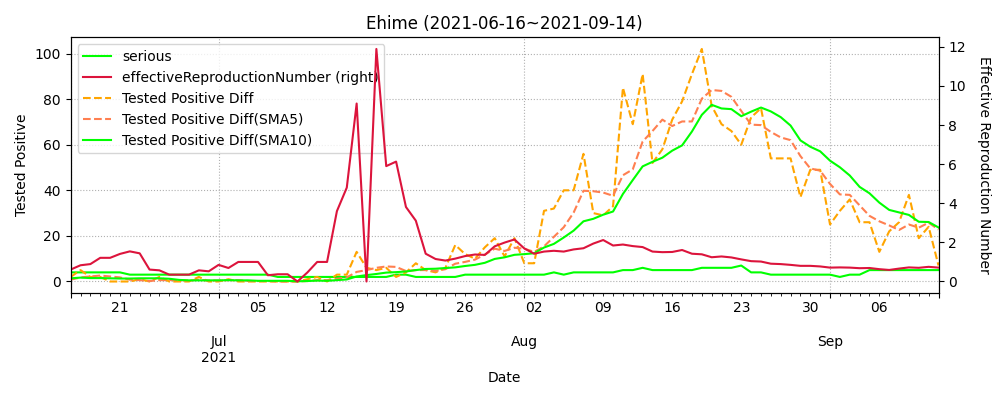 Ehime (2021-06-16~2021-09-14)
serious
effectiveReproductionNumber (right)
Tested Positive Diff
Tested Positive Diff(SMA5)
Tested Positive Diff(SMA10)
Tested Positive
100
80
60
40
20
0
12
10
8
6
4
2
0
Effective Reproduction Number
21 28 05 12 19 26 02 09 16 23 30 06
Jul Aug Sep
2021
Date